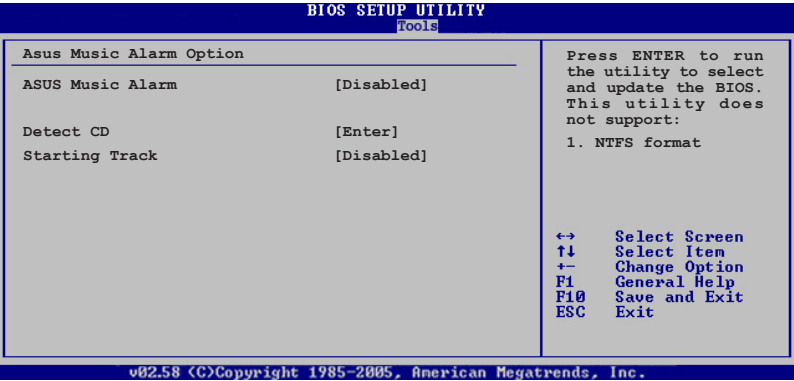 BIOS SETUP UTILITY
Tools
Asus Music Alarm Option
ASUS Music Alarm [Disabled]
Detect CD [Enter]
Starting Track [Disabled]
Press ENTER to run
the utility to select
and update the BIOS.
This utility does
not support:
1. NTFS format
←→ Select Screen
↑↓ Select Item
+- Change Option
F1 General Help
F10 Save and Exit
ESC Exit
v02.58 (C)Copyright 1985-2005, American Megatrends, Inc.